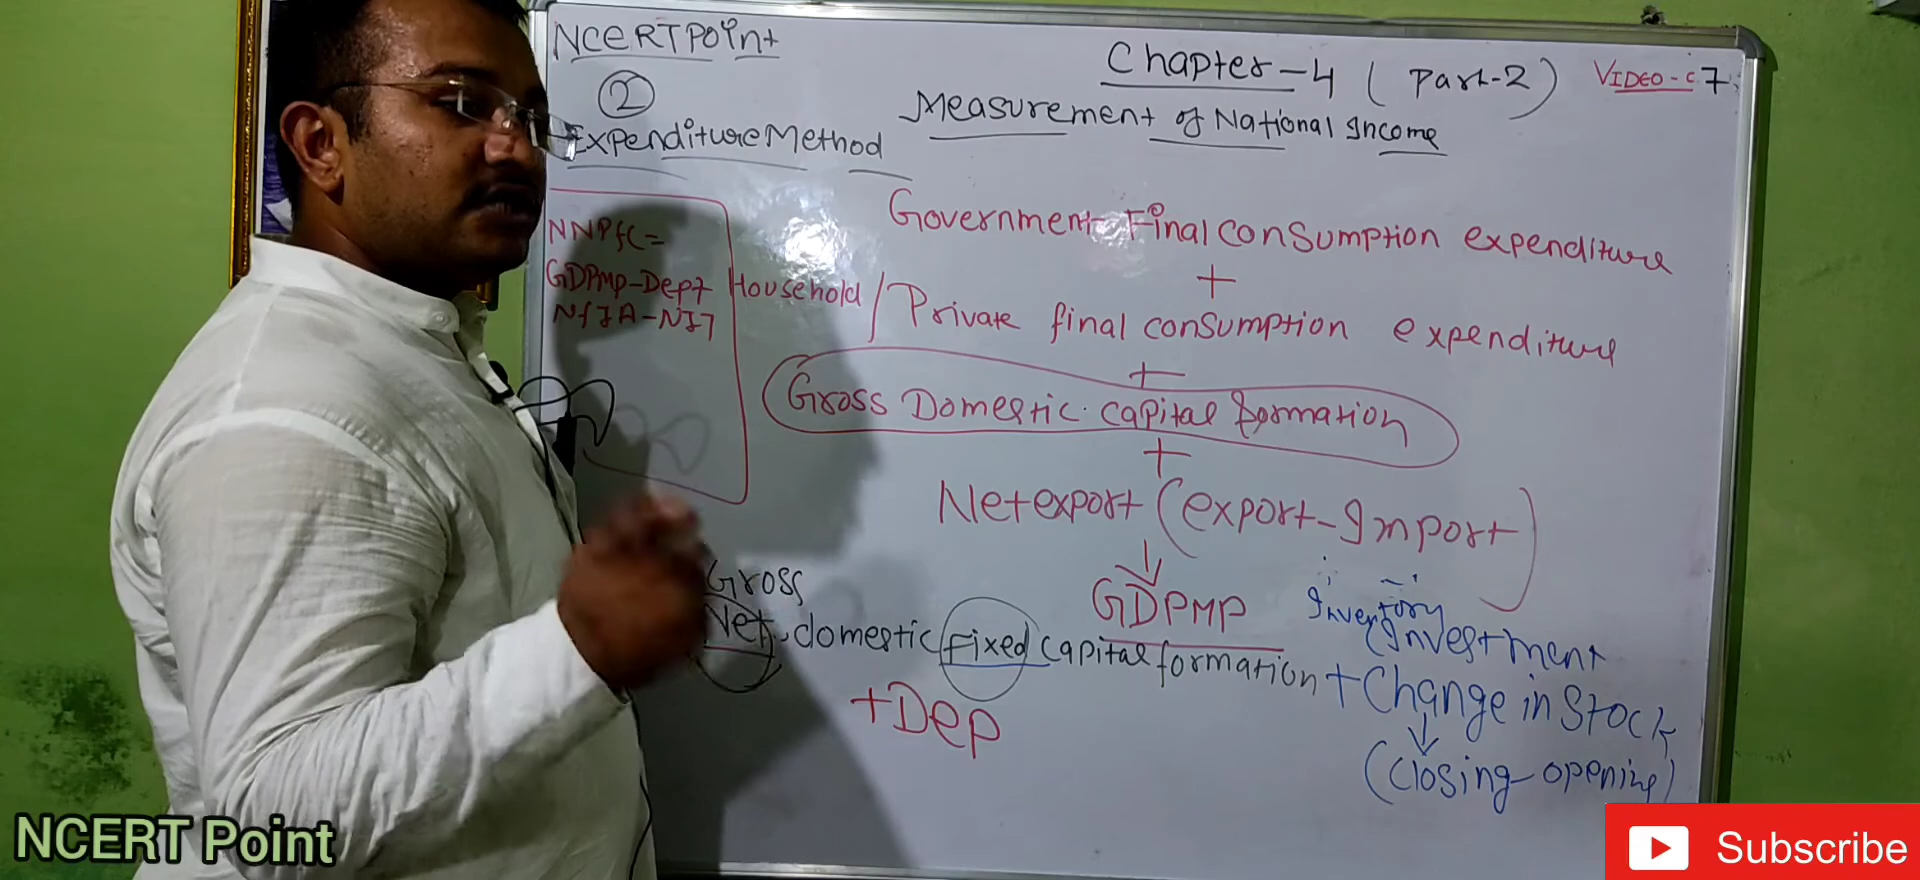 NCERT POINT
Chapter-4 ( Part-2) VIDEO-C 7
②
Measurement of National Income
Expenditure Method
Government Final consumption expenditure
+
NNPfc=
GDPmp-Dep+
NfIA-NIT
Household/Private final consumption expenditure
+
Gross Domestic capital formation
+
Net export (export-Import)
GDPMP
Gross
Net domestic fixed capital formation + Change in Stock
+Dep
Inventory
Investment
(closing-opening)
NCERT Point
Subscribe